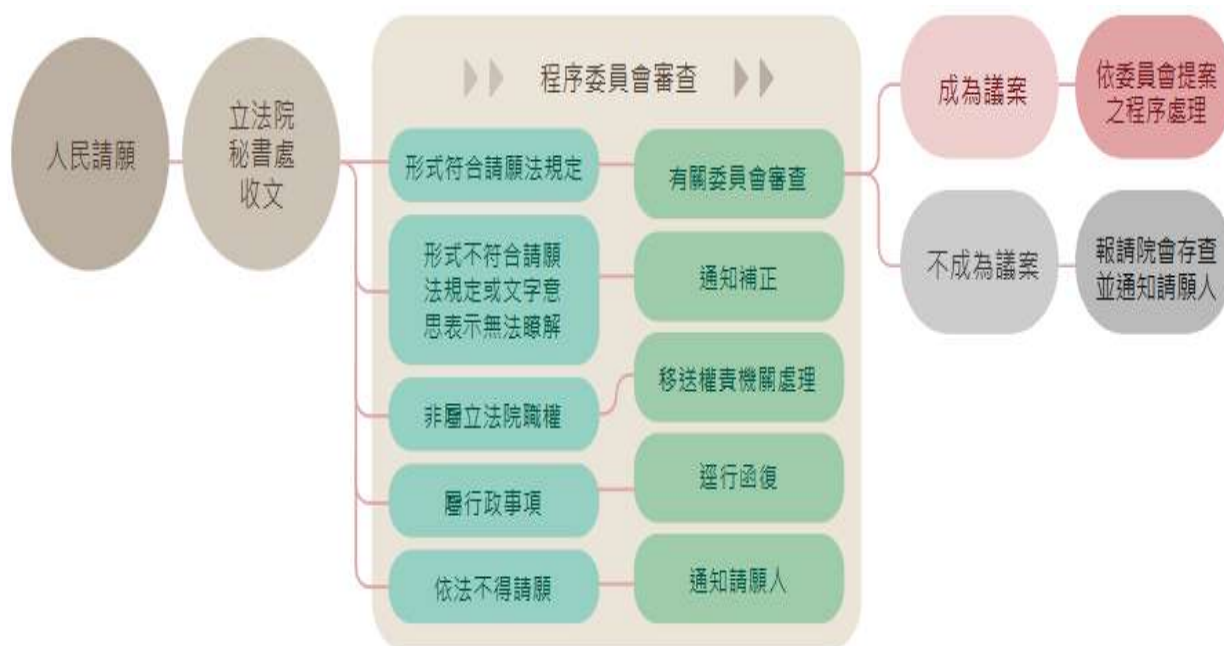 人民請願
立法院
秘書處
收文
程序委員會審查
形式符合請願法規定
有關委員會審查
形式不符合請願
法規定或文字意
思表示無法瞭解
通知補正
非屬立法院職權
移送權責機關處理
屬行政事項
逕行函復
依法不得請願
通知請願人
成為議案
依委員會提案
之程序處理
不成為議案
報請院會存查
並通知請願人